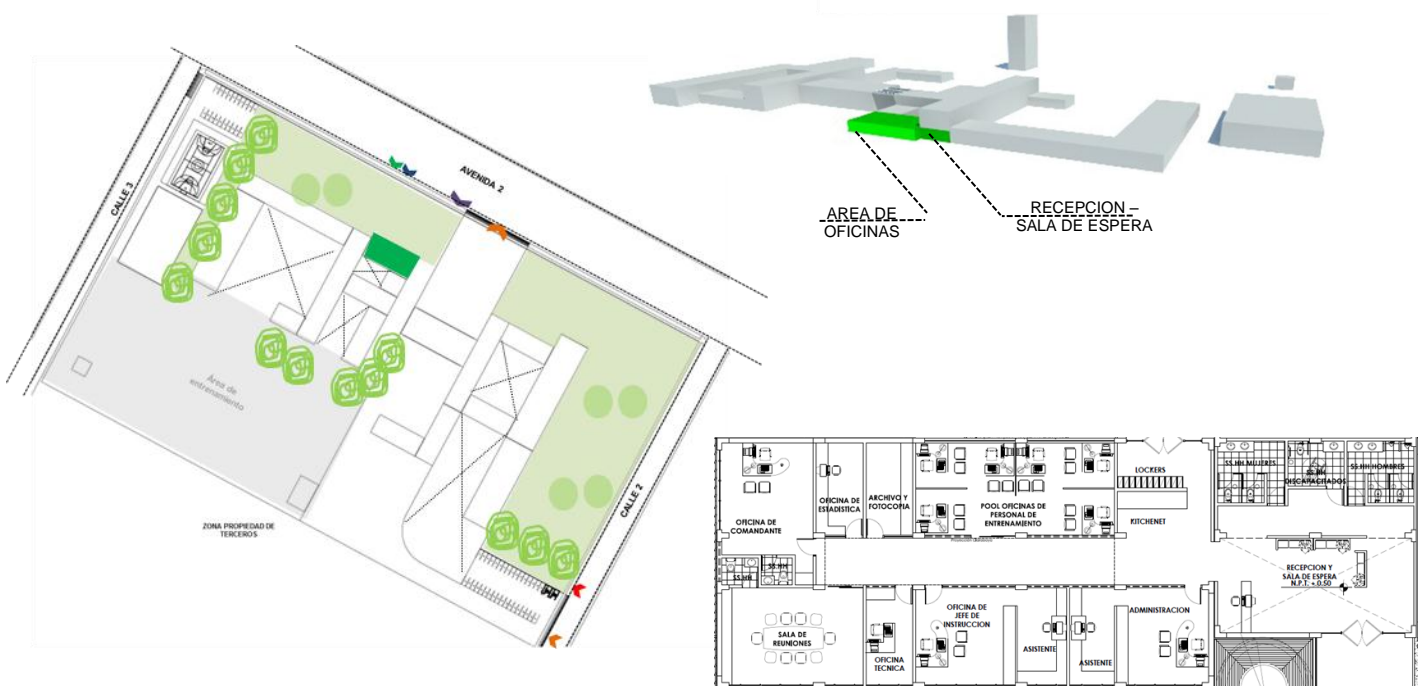 AVENIDA 2
CALLE 3
Área de
entrenamiento
ZONA PROPIEDAD DE
TERCEROS
CALLE 2
AREA DE
OFICINAS
RECEPCION –
SALA DE ESPERA
OFICINA DE
COMANDANTE
OFICINA DE
ESTADISTICA
ARCHIVO Y
FOTOCOPIA
POOL OFICINAS DE
PERSONAL DE
ENTRENAMIENTO
LOCKERS
KITCHENET
SS.HH MUJERES
SS.HH
DISCAPACITADOS
SS.HH HOMBRES
RECEPCION Y
SALA DE ESPERA
N.P.T. +.0.50
SS.HH
SS.HH
SALA DE
REUNIONES
OFICINA
TECNICA
OFICINA DE
JEFE DE
INSTRUCCION
ASISTENTE
ASISTENTE
ADMINISTRACION